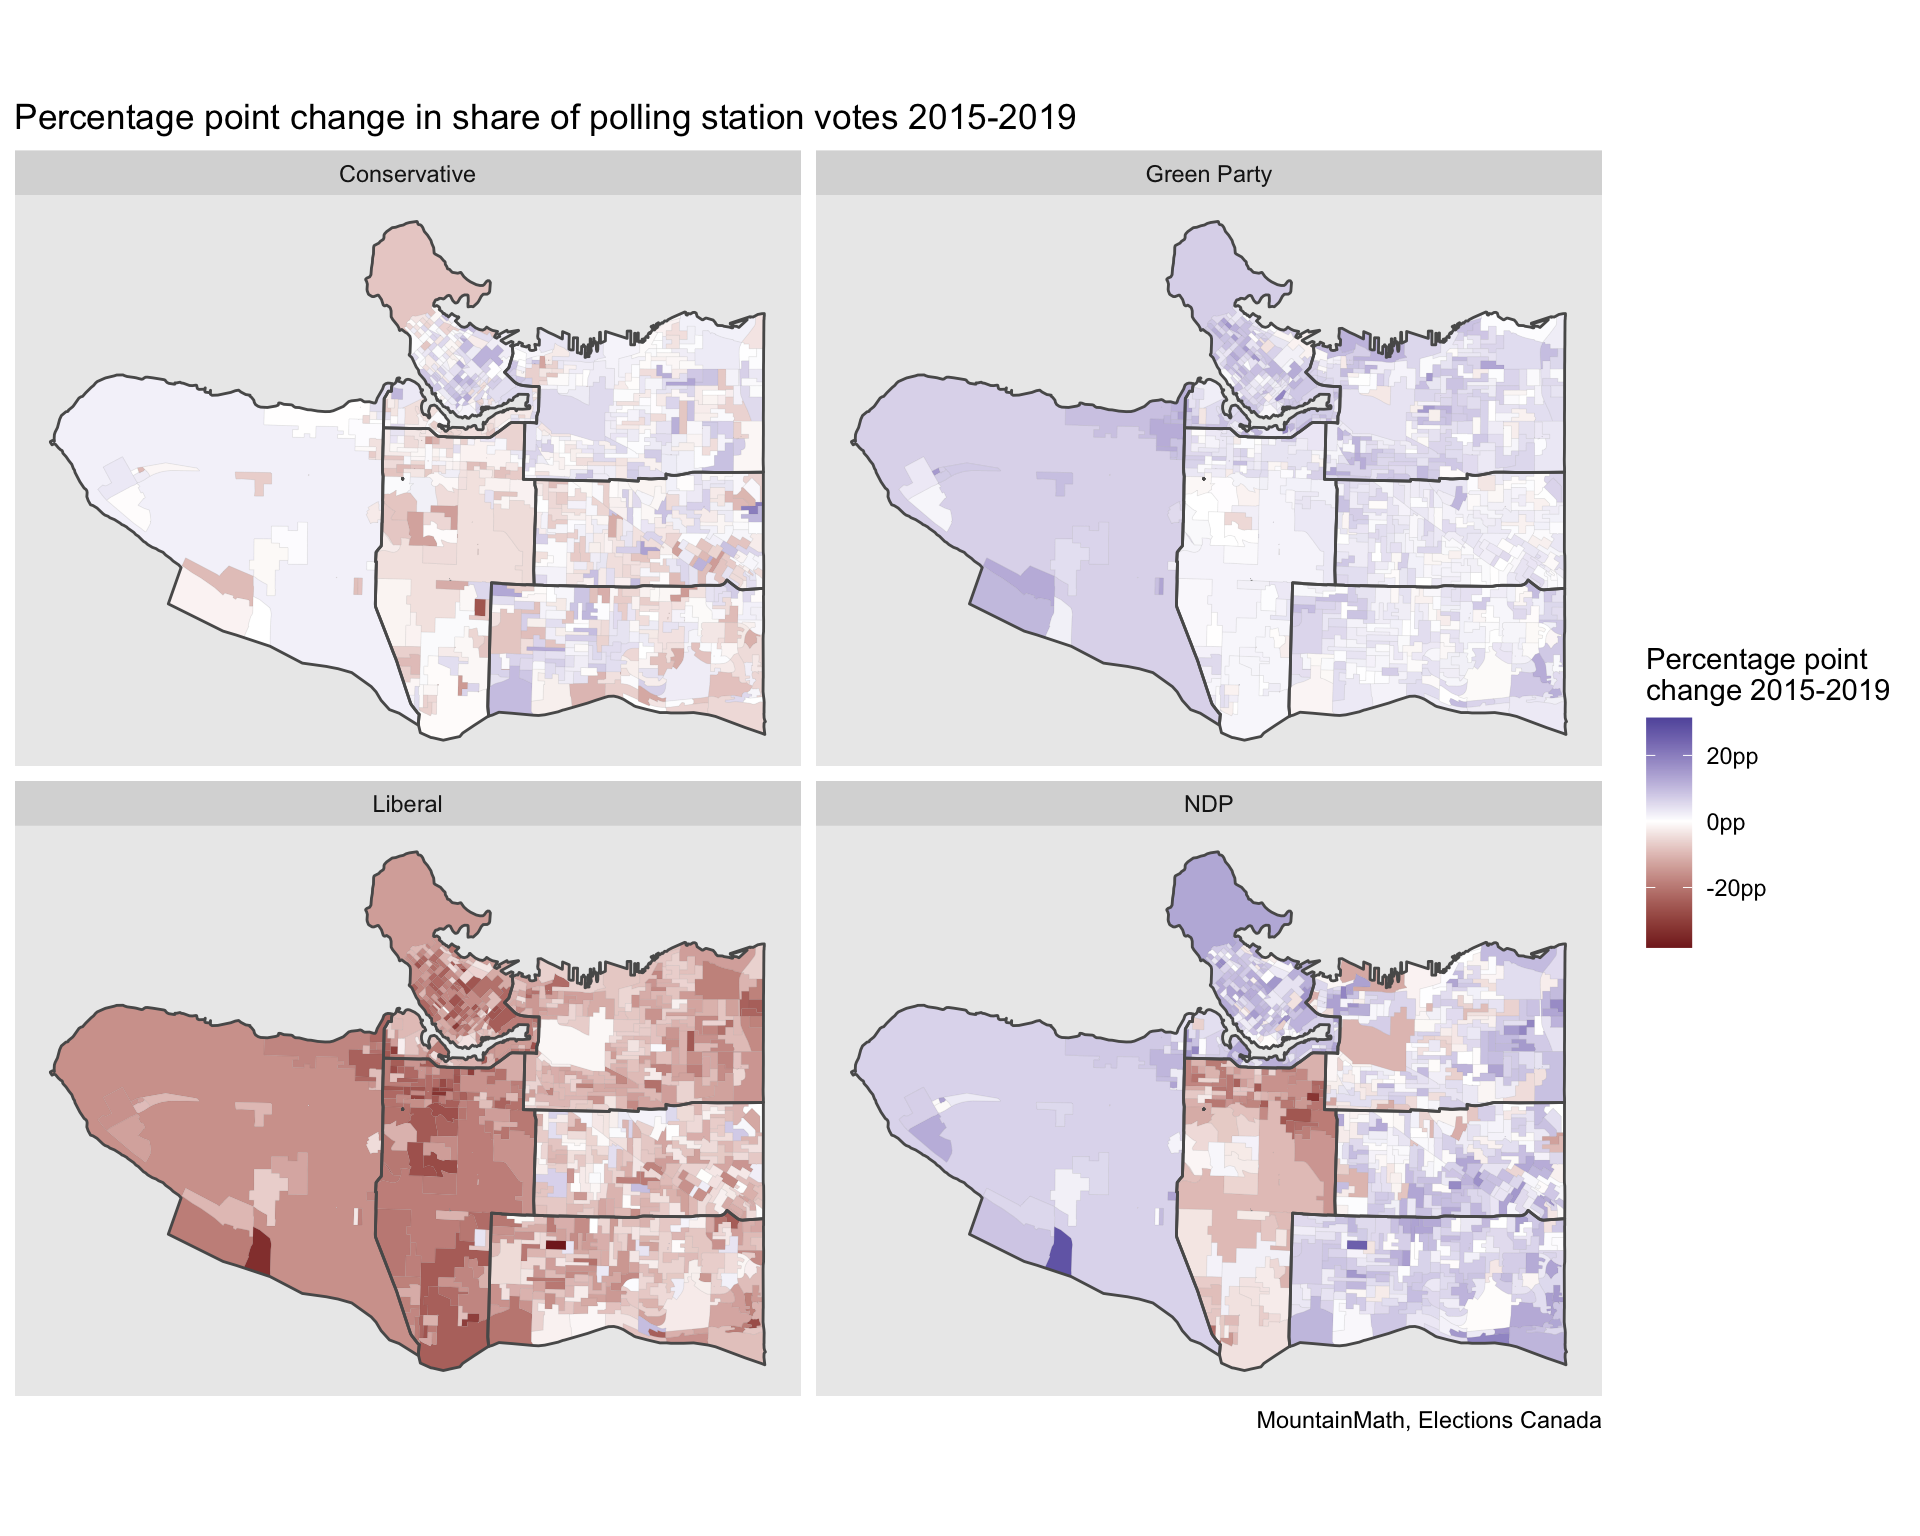 Percentage point change in share of polling station votes 2015-2019
Conservative
Green Party
Liberal
NDP
Percentage point
change 2015-2019
20pp
0pp
-20pp
MountainMath, Elections Canada